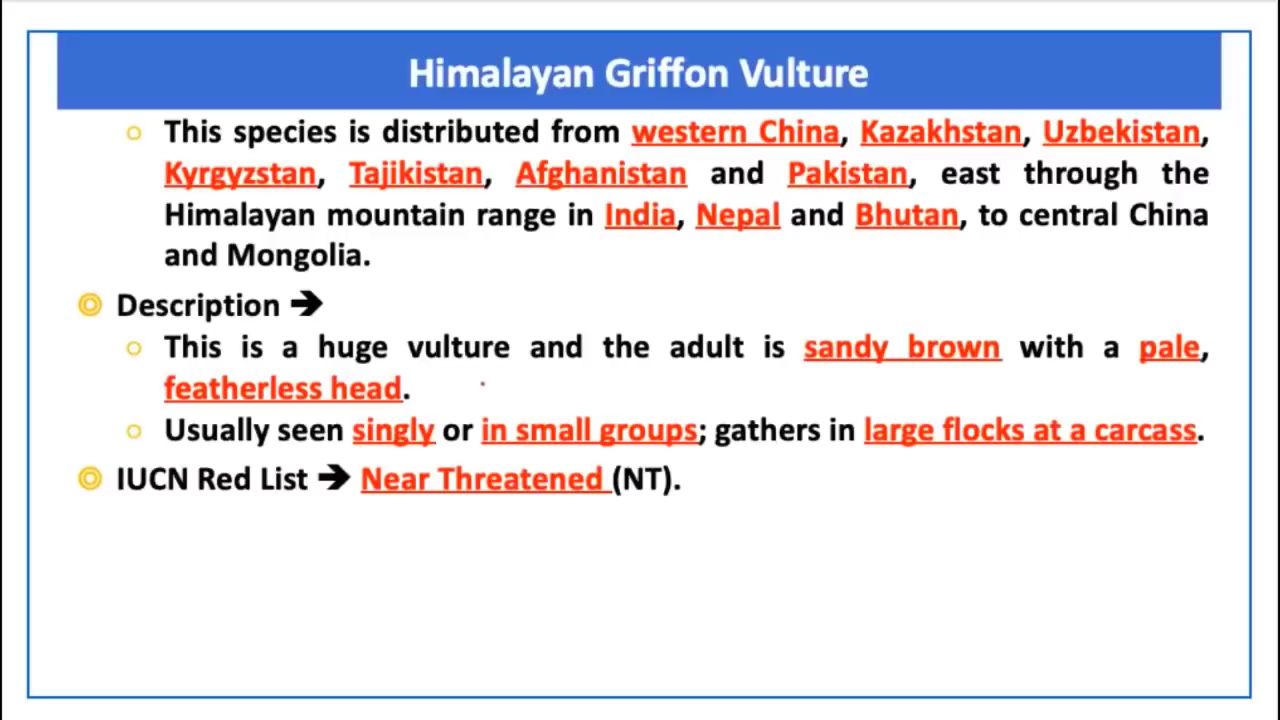 Himalayan Griffon Vulture
This species is distributed from western China, Kazakhstan, Uzbekistan,
Kyrgyzstan, Tajikistan, Afghanistan and Pakistan, east through the
Himalayan mountain range in India, Nepal and Bhutan, to central China
and Mongolia.
Description ➔
This is a huge vulture and the adult is sandy brown with a pale,
featherless head.
Usually seen singly or in small groups; gathers in large flocks at a carcass.
IUCN Red List ➔ Near Threatened (NT).